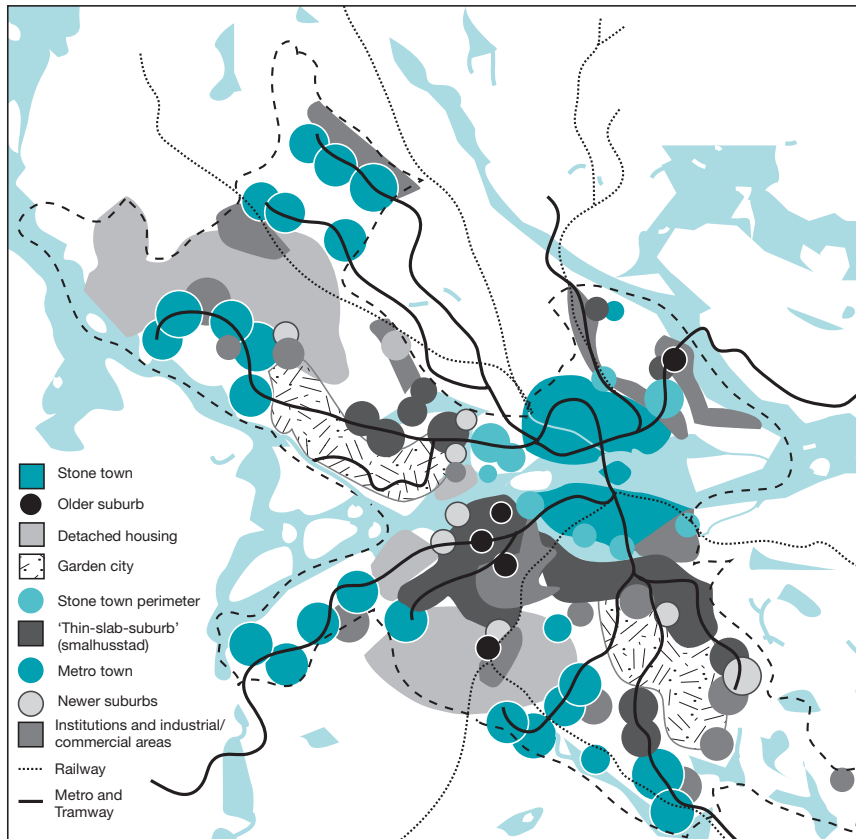 Stone town
Older suburb
Detached housing
Garden city
Stone town perimeter
‘Thin-slab-suburb’
(smalhusstad)
Metro town
Newer suburbs
Institutions and industrial/
commercial areas
Railway
Metro and
Tramway